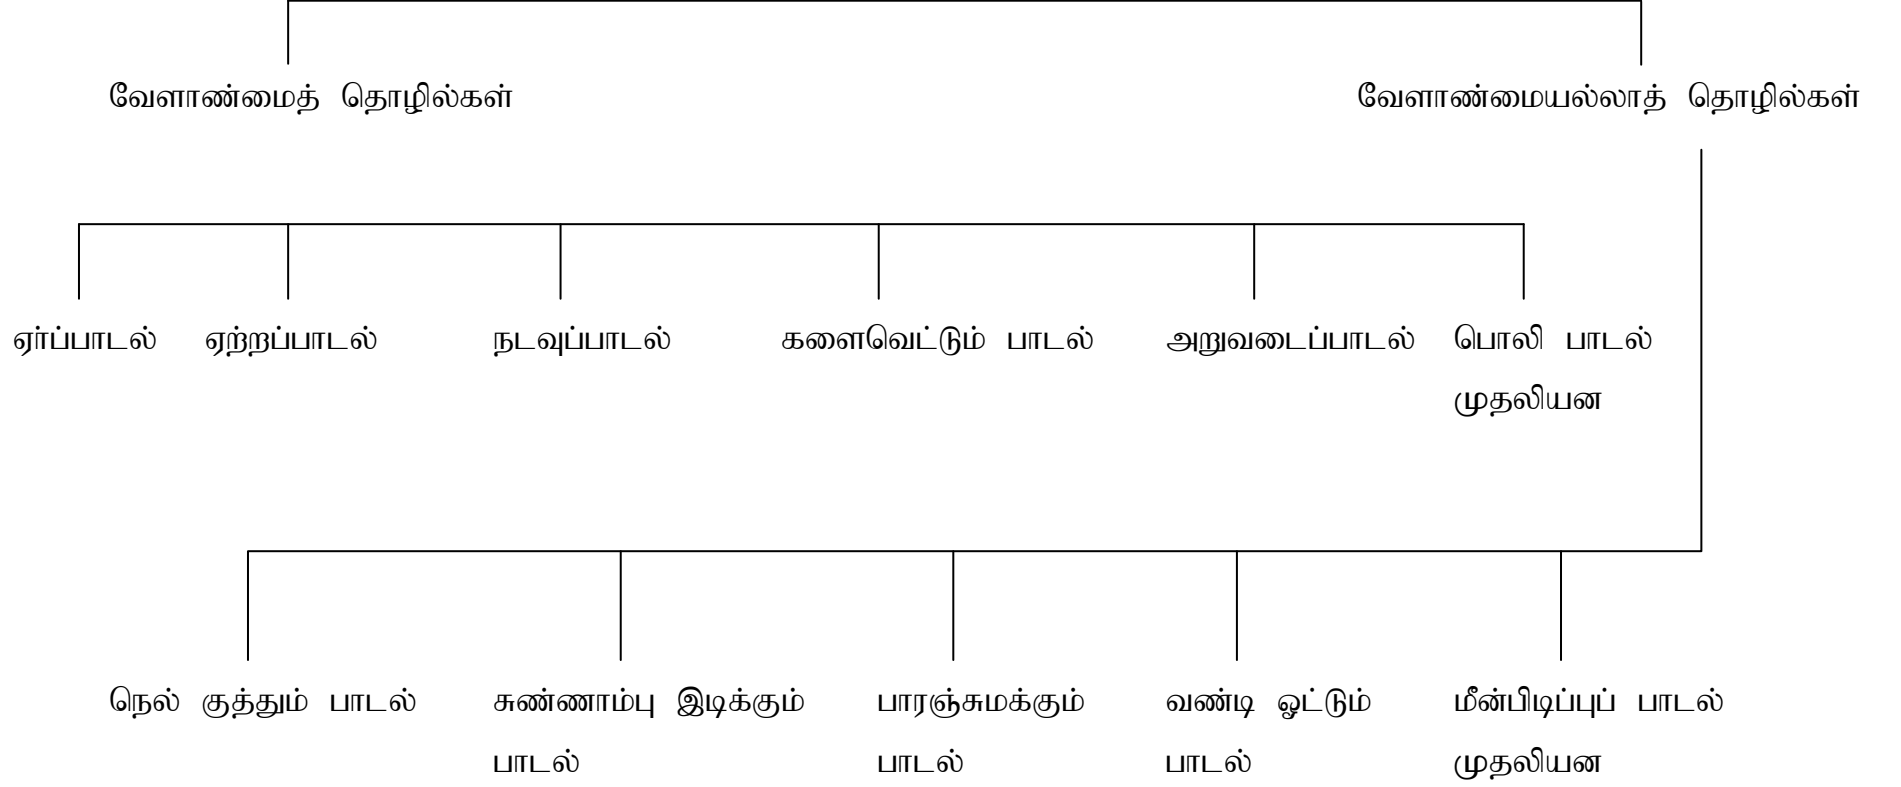 வேளாண்மைத் தொழில்கள் வேளாண்மையல்லாத் தொழில்கள்
ஏர்ப்பாடல் ஏற்றப்பாடல் நடவுப்பாடல் களைவெட்டும் பாடல் அறுவடைப்பாடல் பொலி பாடல்
முதலியன
நெல் குத்தும் பாடல் சுண்ணாம்பு இடிக்கும் பாரஞ்சுமக்கும் வண்டி ஓட்டும் மீன்பிடிப்புப் பாடல்
பாடல் பாடல் பாடல் முதலியன